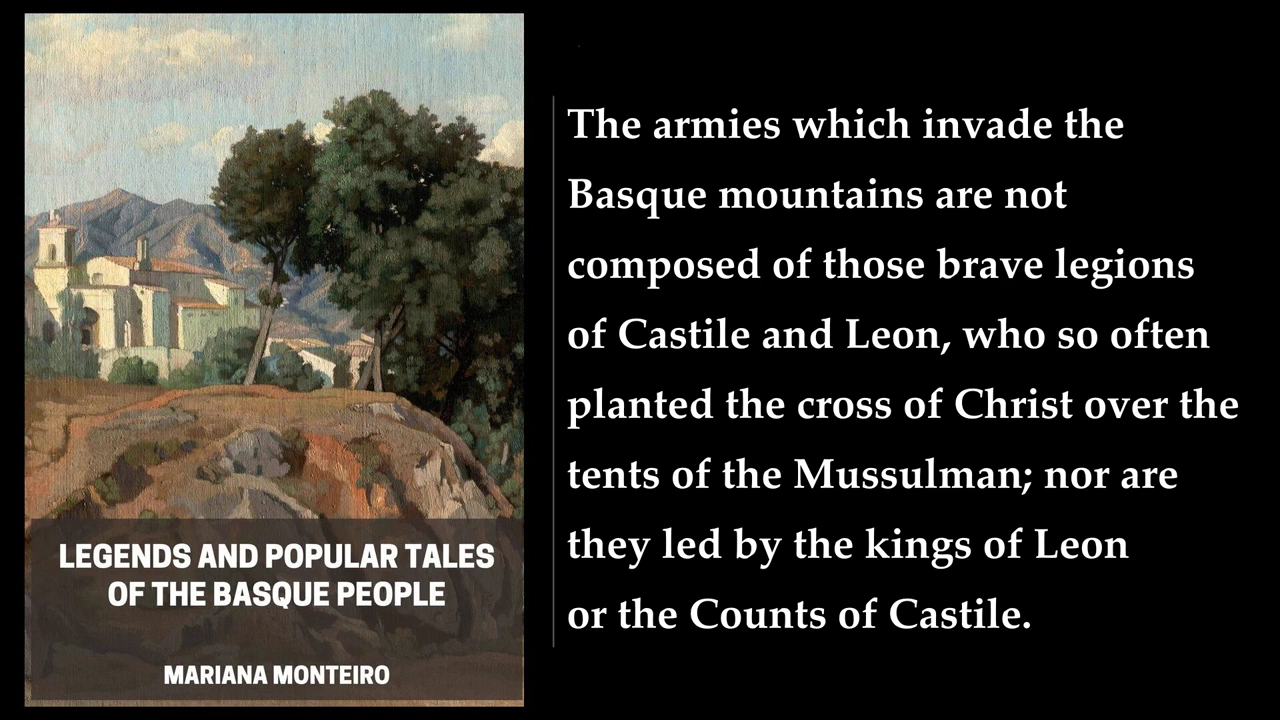 LEGENDS AND POPULAR TALES
OF THE BASQUE PEOPLE
MARIANA MONTEIRO
The armies which invade the
Basque mountains are not
composed of those brave legions
of Castile and Leon, who so often
planted the cross of Christ over the
tents of the Mussulman; nor are
they led by the kings of Leon
or the Counts of Castile.